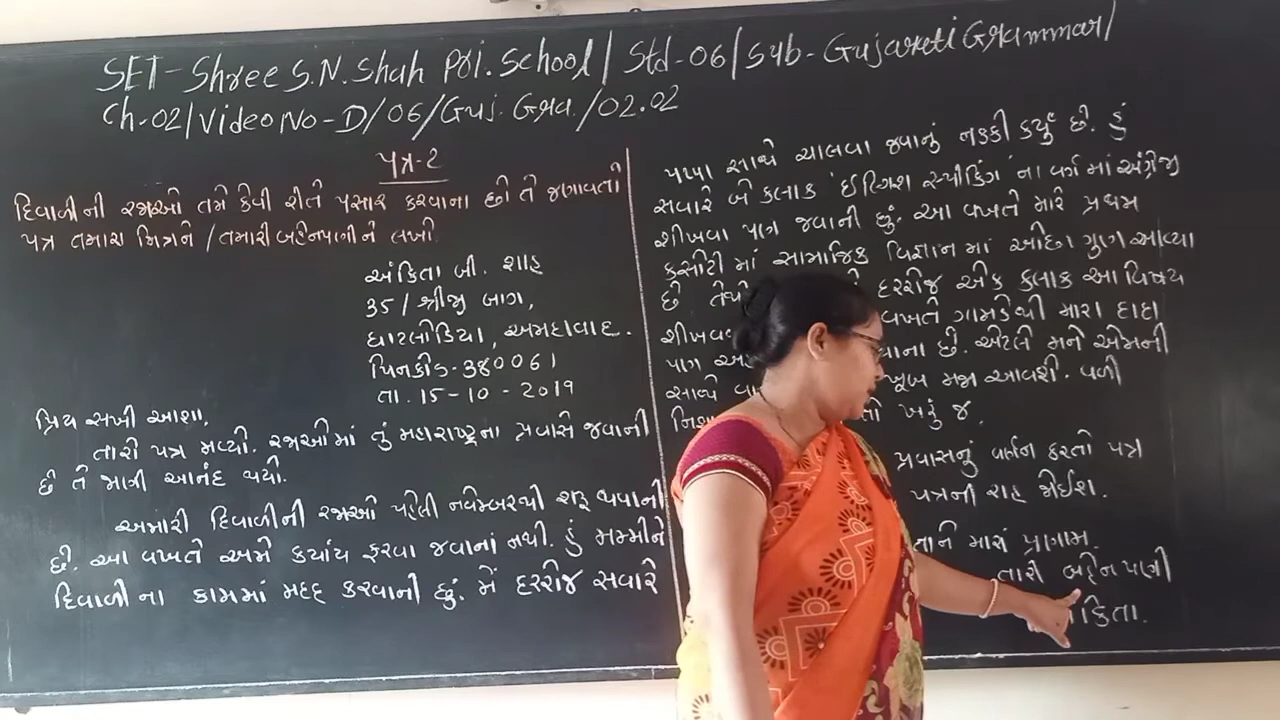 SET-Shree S.N.Shah Pri.School/Std-06/Sub-Gujarati Grammar/
Ch.-02/Video No-D/06/Guj. Gra./02.02
પત્ર-૨
દિવાળીની રજાઓ તમે કેવી રીતે પસાર કરવાના છો તે જણાવતો
પત્ર તમારા મિત્રને/તમારી બહેનપણીને લખો.
અંકિતા બી. શાહ
૩૫/શ્રીજી બાગ,
ઘાટલોડિયા, અમદાવાદ.
પિનકોડ-૩૮૦૦૬૧
તા.૧૫-૧૦-૨૦૧૯
પ્રિય સખી આશા,
તારો પત્ર મળ્યો. રજાઓમાં તું મહારાષ્ટ્રના પ્રવાસે જવાની
છે તે જાણી આનંદ થયો.
અમારી દિવાળીની રજાઓ પહેલી નવેમ્બરથી શરૂ થવાની
છે. આ વખતે અમે ક્યાંય ફરવા જવાનાં નથી. હું મમ્મીને
દિવાળી ના કામમાં મદદ કરવાની છું. મેં દરરોજ સવારે
પપ્પા સાથે ચાલવા જવાનું નક્કી કર્યું છે. હું
સવારે બે કલાક 'ઈંગ્લિશ સ્પીકિંગ'ના વર્ગ માં અંગ્રેજી
શીખવા પણ જવાની છું. આ વખતે મારે પ્રથમ
કસોટી માં સામાજિક વિજ્ઞાન માં ઓછા ગુણ આવ્યા
છે દરરોજ એક કલાક આ વિષય
વખતે ગામડેથી મારા દાદા
પણ છે. એટલે મને એમની
સાથે ખૂબ મજા આવશે. વળી
ખરું જ.
પ્રવાસનું વર્ણન કરતો પત્ર
પત્રની રાહ જોઈશ.
મારાં પ્રણામ.
તારી બહેનપણી